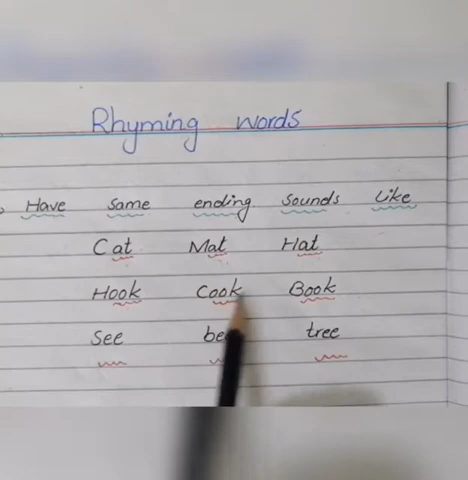 Rhyming words
Have same ending sounds like
Cat Mat Hat
Hook Cook Book
See tree